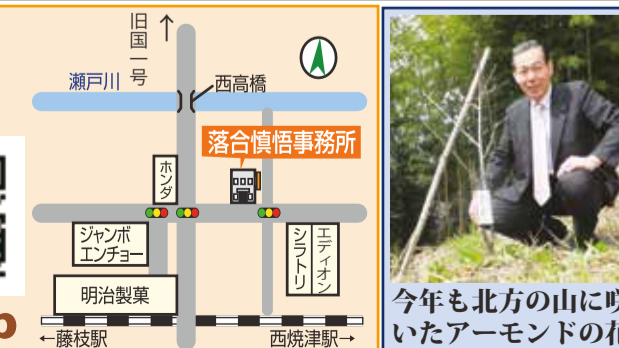 旧国一号
瀬戸川
西高橋
落合慎悟事務所
ホンダ
ジャンボ
エンチョー
エディオン
シラトリ
明治製菓
←藤枝駅
西焼津駅→
今年も北方の山に咲
いたアーモンドの花